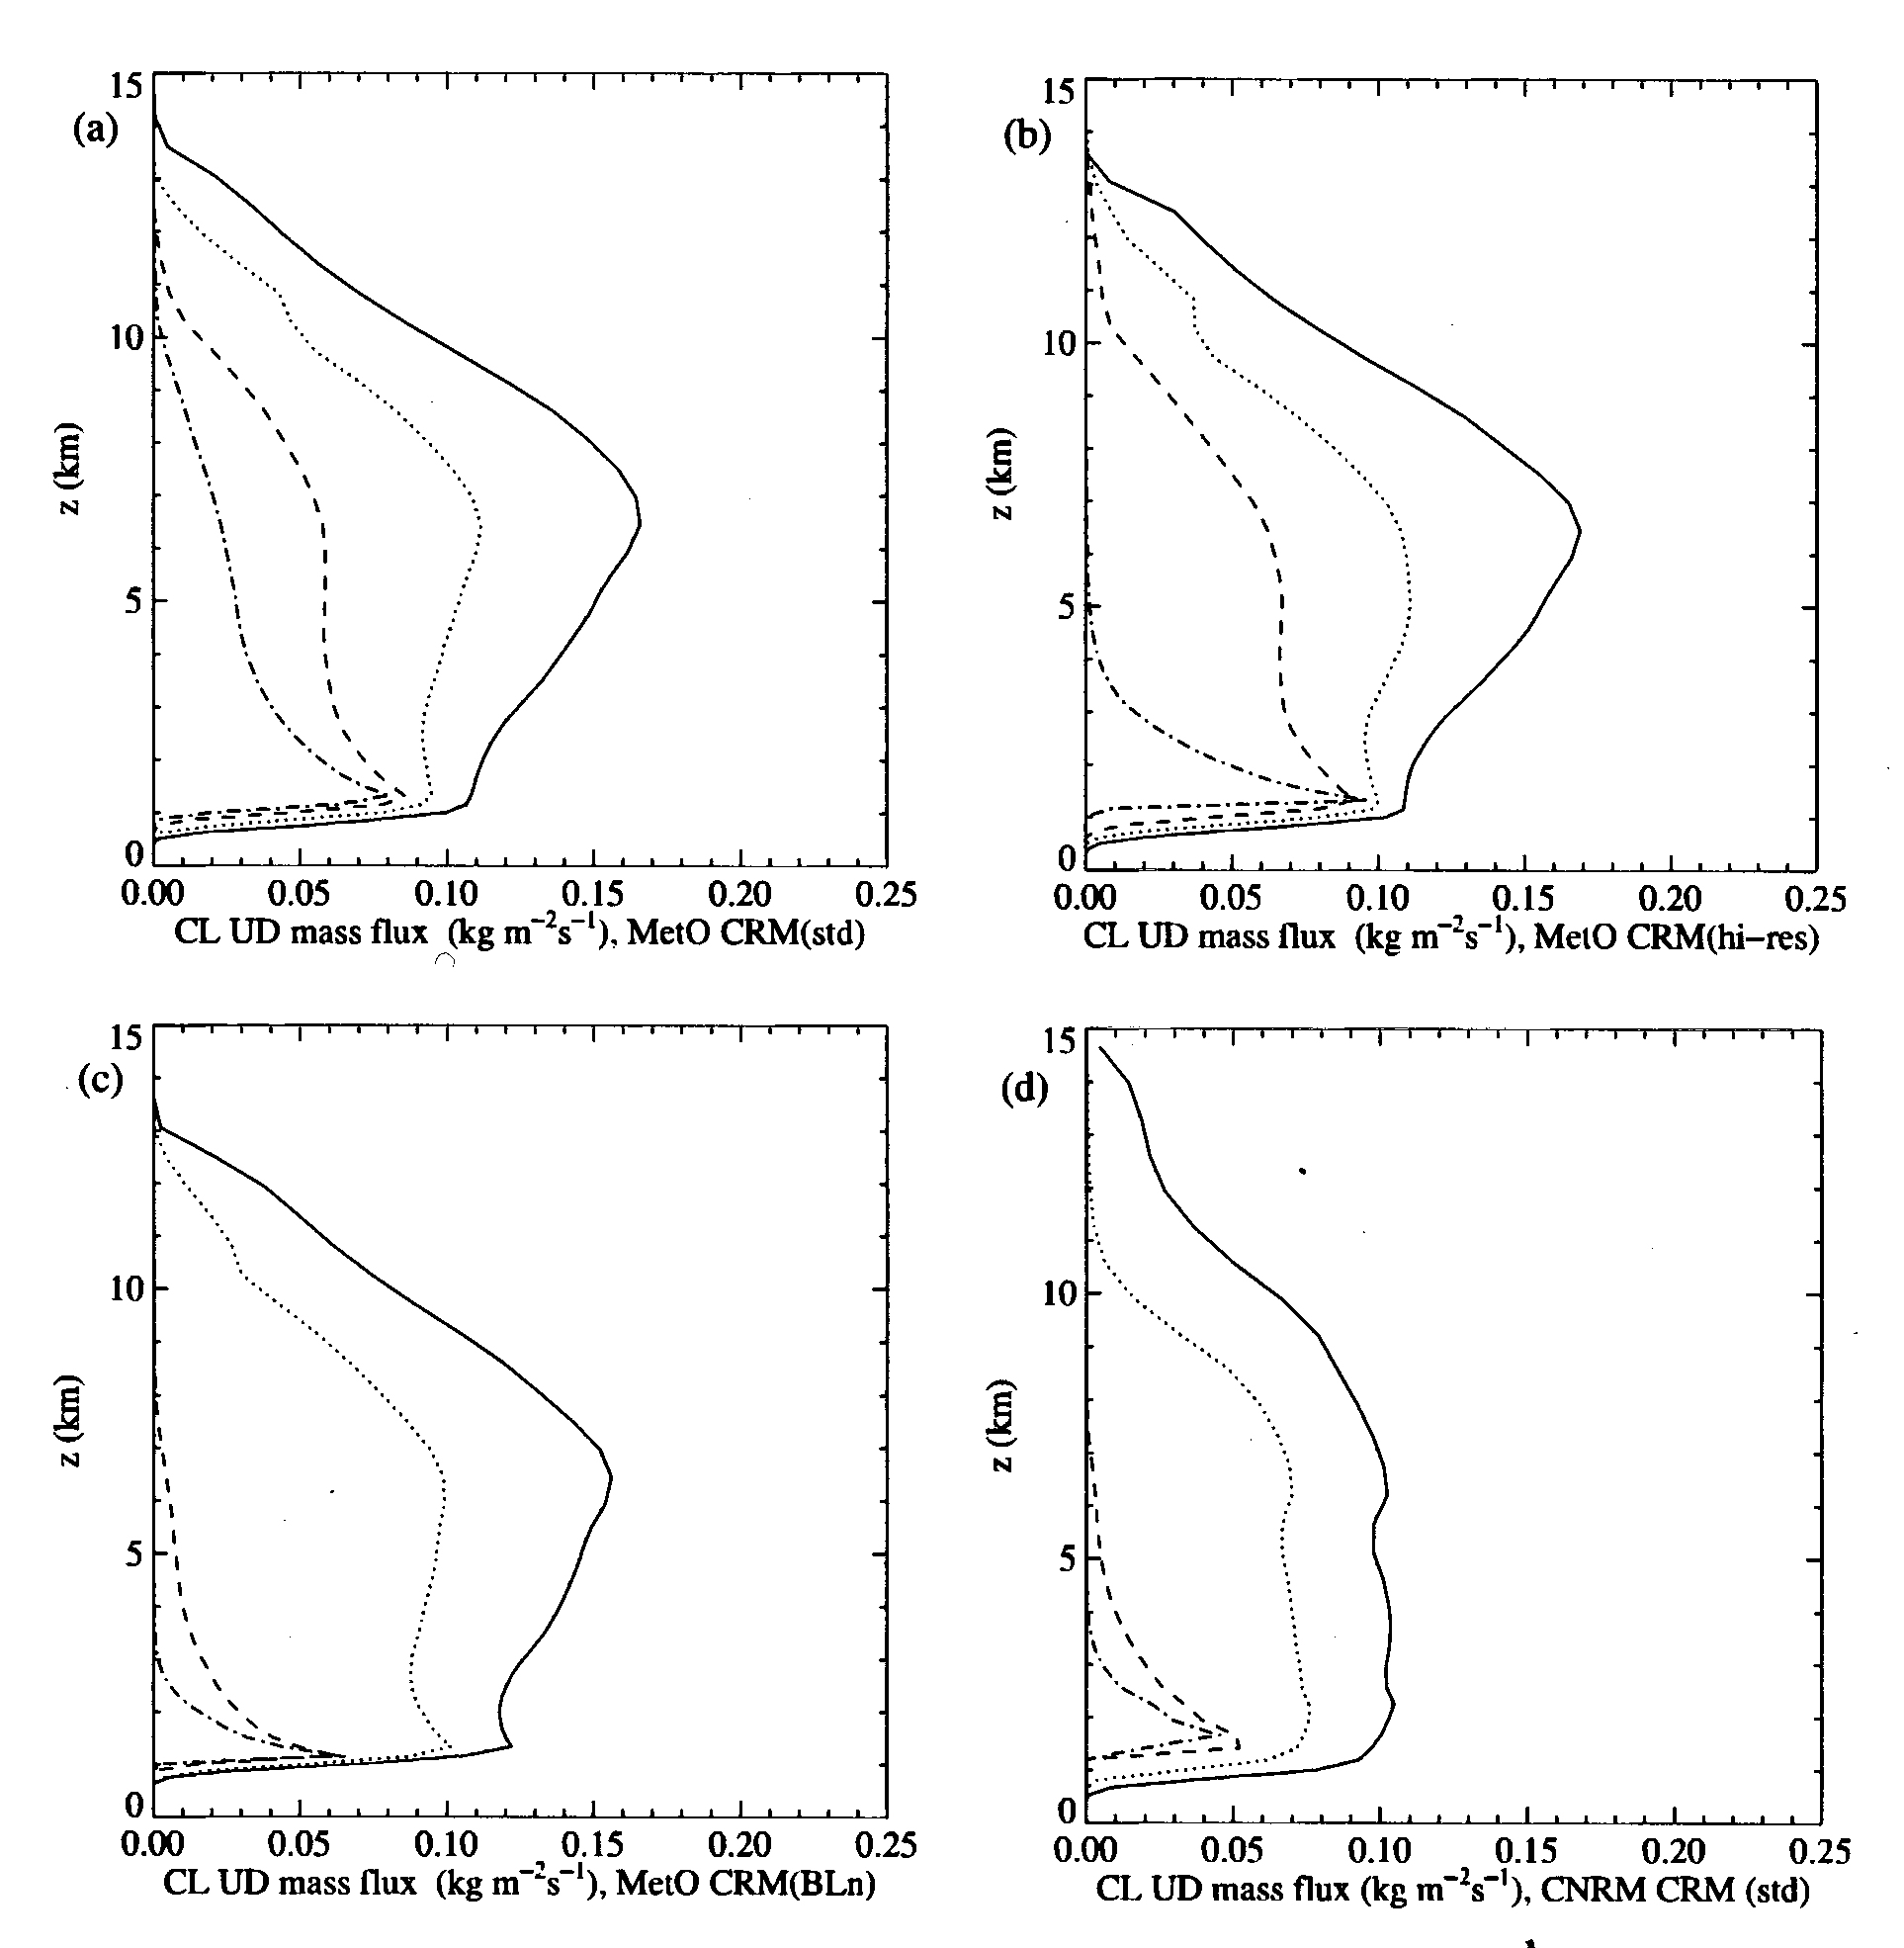 (a)
15
10
5
0
z (km)
0.00 0.05 0.10 0.15 0.20 0.25
CL UD mass flux (kg m⁻²s⁻¹), MetO CRM(std)
(b)
15
10
5
0
z (km)
0.00 0.05 0.10 0.15 0.20 0.25
CL UD mass flux (kg m⁻²s⁻¹), MetO CRM(hi−res)
(c)
15
10
5
0
z (km)
0.00 0.05 0.10 0.15 0.20 0.25
CL UD mass flux (kg m⁻²s⁻¹), MetO CRM(BLn)
(d)
15
10
5
0
z (km)
0.00 0.05 0.10 0.15 0.20 0.25
CL UD mass flux (kg m⁻²s⁻¹), CNRM CRM (std)